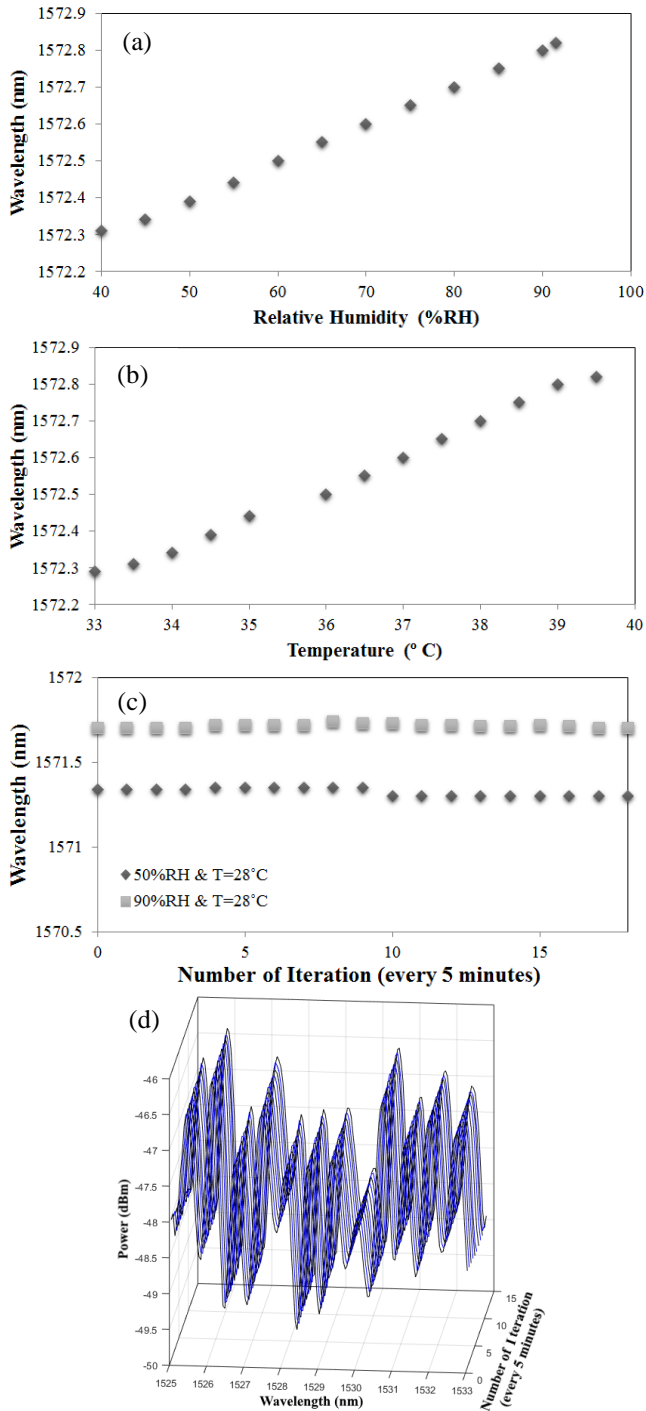 (a)
Wavelength (nm)
1572.9
1572.8
1572.7
1572.6
1572.5
1572.4
1572.3
1572.2
40 50 60 70 80 90 100
Relative Humidity (%RH)
(b)
Wavelength (nm)
1572.9
1572.8
1572.7
1572.6
1572.5
1572.4
1572.3
1572.2
33 34 35 36 37 38 39 40
Temperature (º C)
(c)
Wavelength (nm)
1572
1571.5
1571
1570.5
50%RH & T=28˚C
90%RH & T=28˚C
0 5 10 15
Number of Iteration (every 5 minutes)
(d)
Power (dBm)
-46
-46.5
-47
-47.5
-48
-48.5
-49
-49.5
-50
1525 1526 1527 1528 1529 1530 1531 1532 1533
Wavelength (nm)
15
10
5
0
Number of I teration
(every 5 minutes)